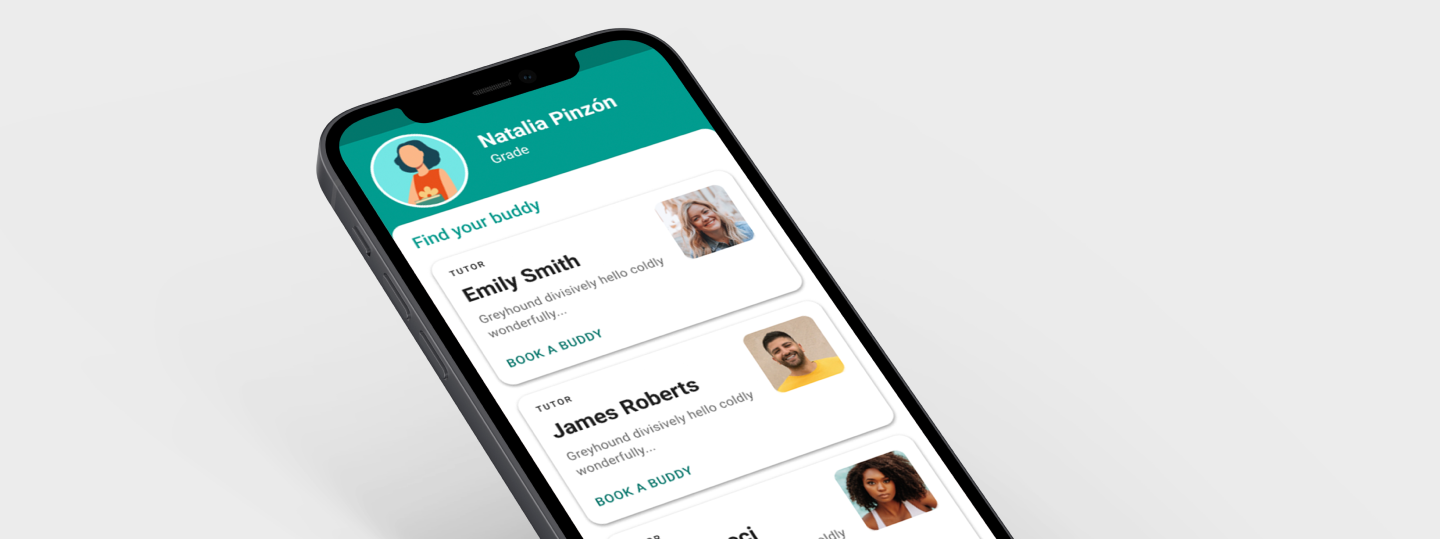 Natalia Pinzón
Grade
Find your buddy
TUTOR
Emily Smith
Greyhound divisively hello coldly
wonderfully...
BOOK A BUDDY
TUTOR
James Roberts
Greyhound divisively hello coldly
wonderfully...
BOOK A BUDDY